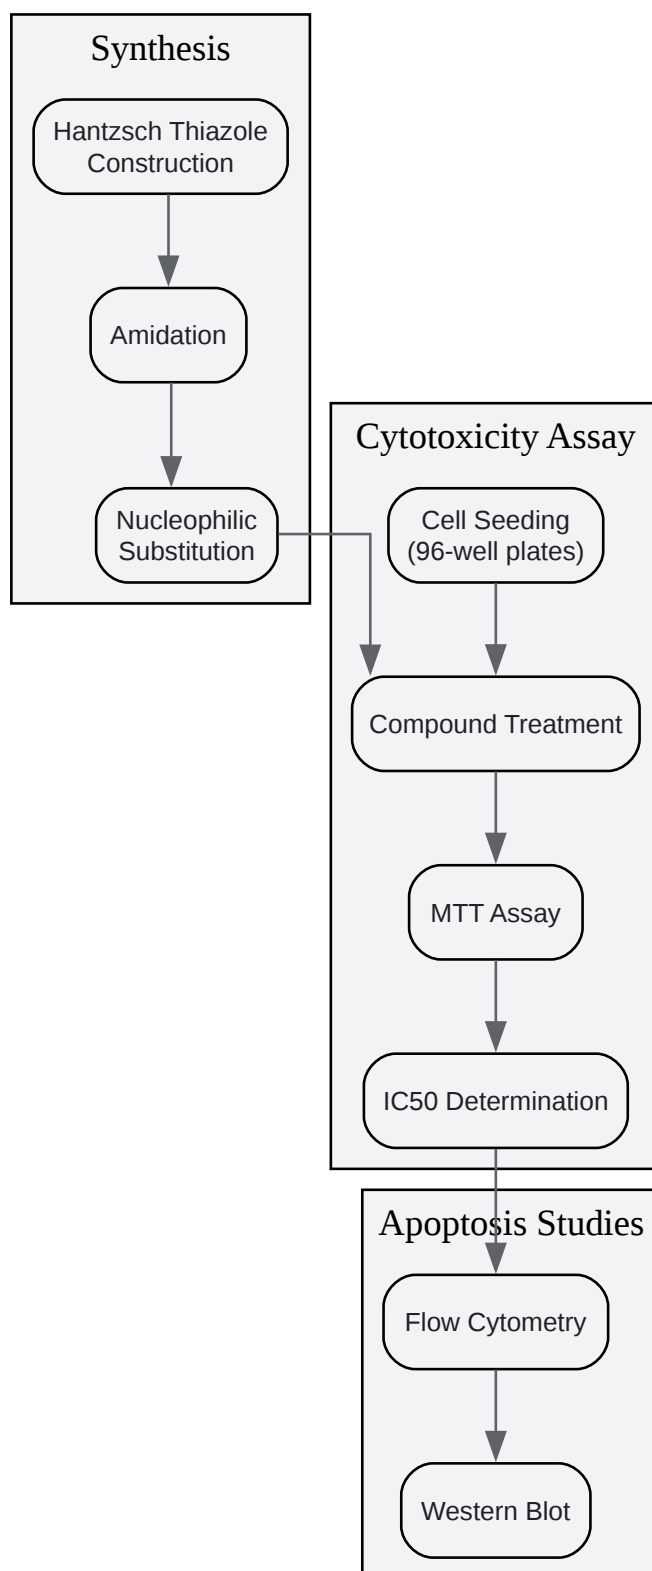 Synthesis
Hantzsch Thiazole
Construction
Amidation
Nucleophilic
Substitution
Cytotoxicity Assay
Cell Seeding
(96-well plates)
Compound Treatment
MTT Assay
IC50 Determination
Apoptosis Studies
Flow Cytometry
Western Blot